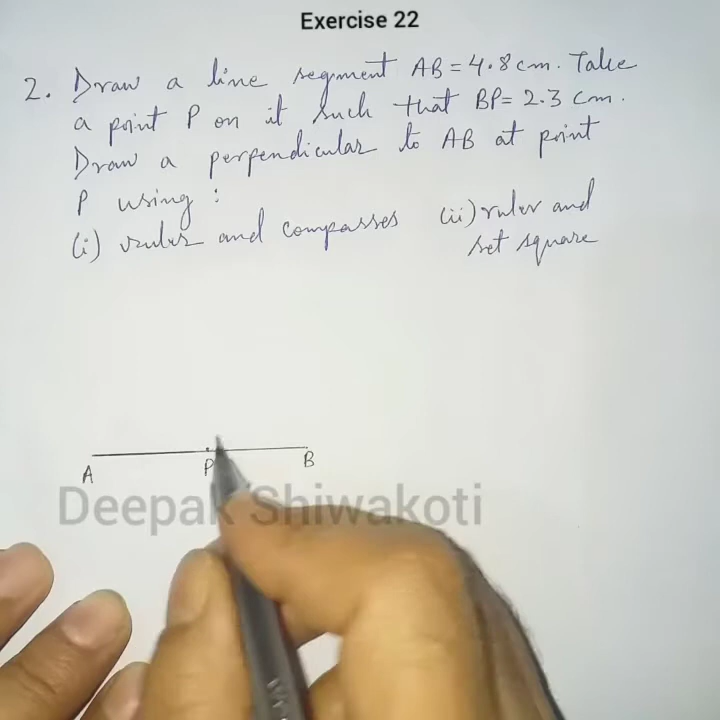 Exercise 22
2. Draw a line segment AB = 4.8 cm. Take
a point P on it such that BP = 2.3 cm.
Draw a perpendicular to AB at point
P using :
(i) ruler and compasses (ii) ruler and
set square
A P B
Deepak Shiwakoti